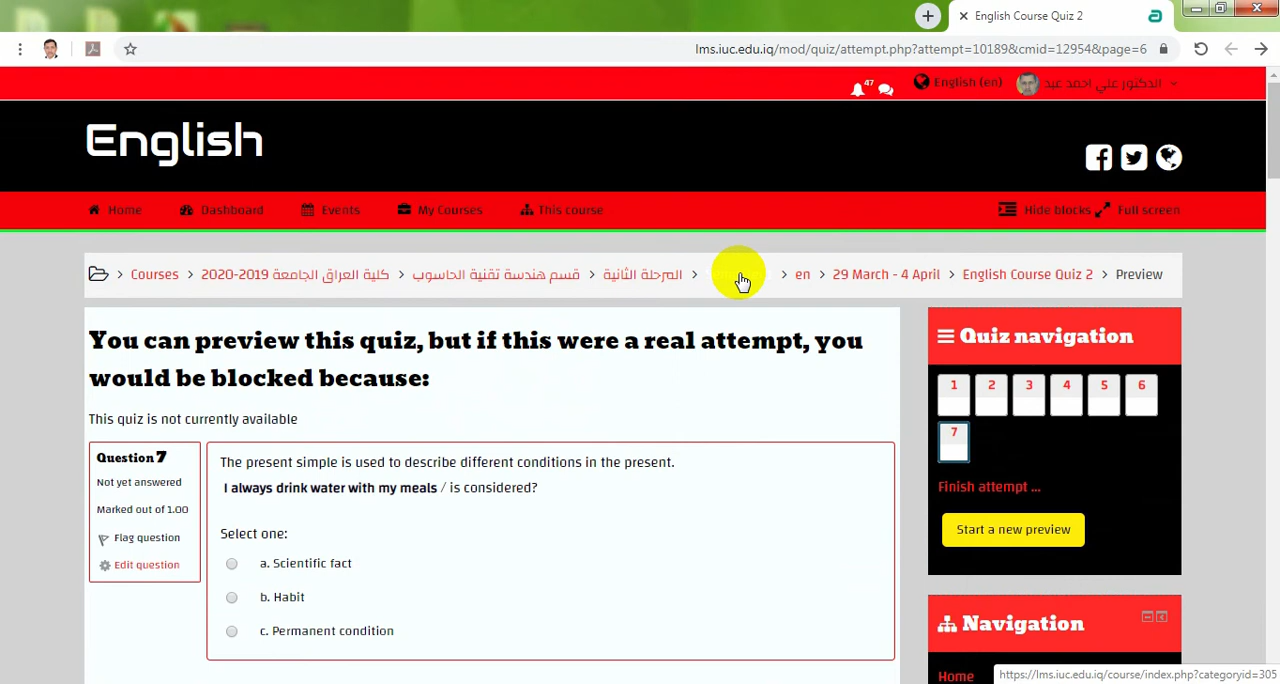 English Course Quiz 2
lms.iuc.edu.iq/mod/quiz/attempt.php?attempt=10189&cmid=12954&page=6
47
English (en)
الدكتور علي احمد عبد
English
Home Dashboard Events My Courses This course Hide blocks Full screen
Courses كلية العراق الجامعة 2019-2020 قسم هندسة تقنية الحاسوب المرحلة الثانية en 29 March - 4 April English Course Quiz 2 Preview
You can preview this quiz, but if this were a real attempt, you
would be blocked because:
This quiz is not currently available
Question 7
Not yet answered
Marked out of 1.00
Flag question
Edit question
The present simple is used to describe different conditions in the present.
I always drink water with my meals / is considered?
Select one:
a. Scientific fact
b. Habit
c. Permanent condition
Quiz navigation
1 2 3 4 5 6
7
Finish attempt ...
Start a new preview
Navigation
Home
https://lms.iuc.edu.iq/course/index.php?categoryid=305